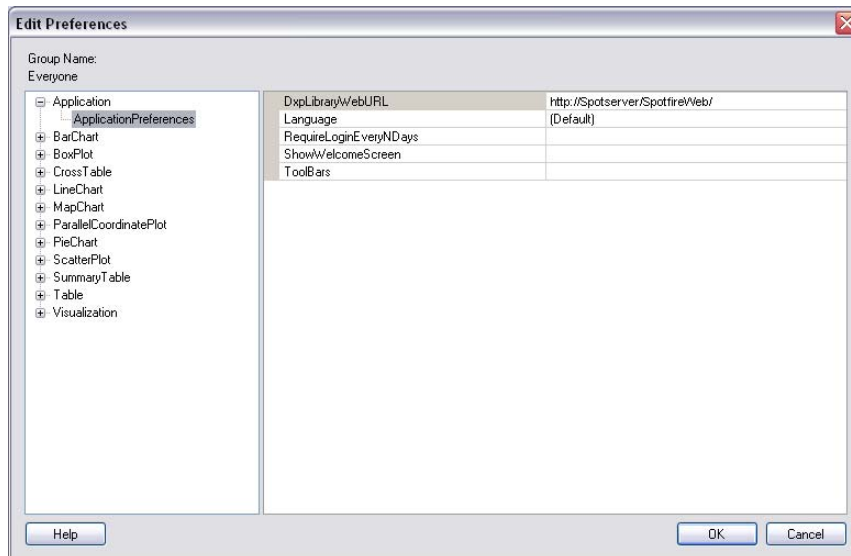 Edit Preferences
Group Name:
Everyone
Application
ApplicationPreferences
BarChart
BoxPlot
CrossTable
LineChart
MapChart
ParallelCoordinatePlot
PieChart
ScatterPlot
SummaryTable
Table
Visualization
DxpLibraryWebURL http://Spotserver/SpotfireWeb/
Language (Default)
RequireLoginEveryNDays
ShowWelcomeScreen
ToolBars
Help OK Cancel